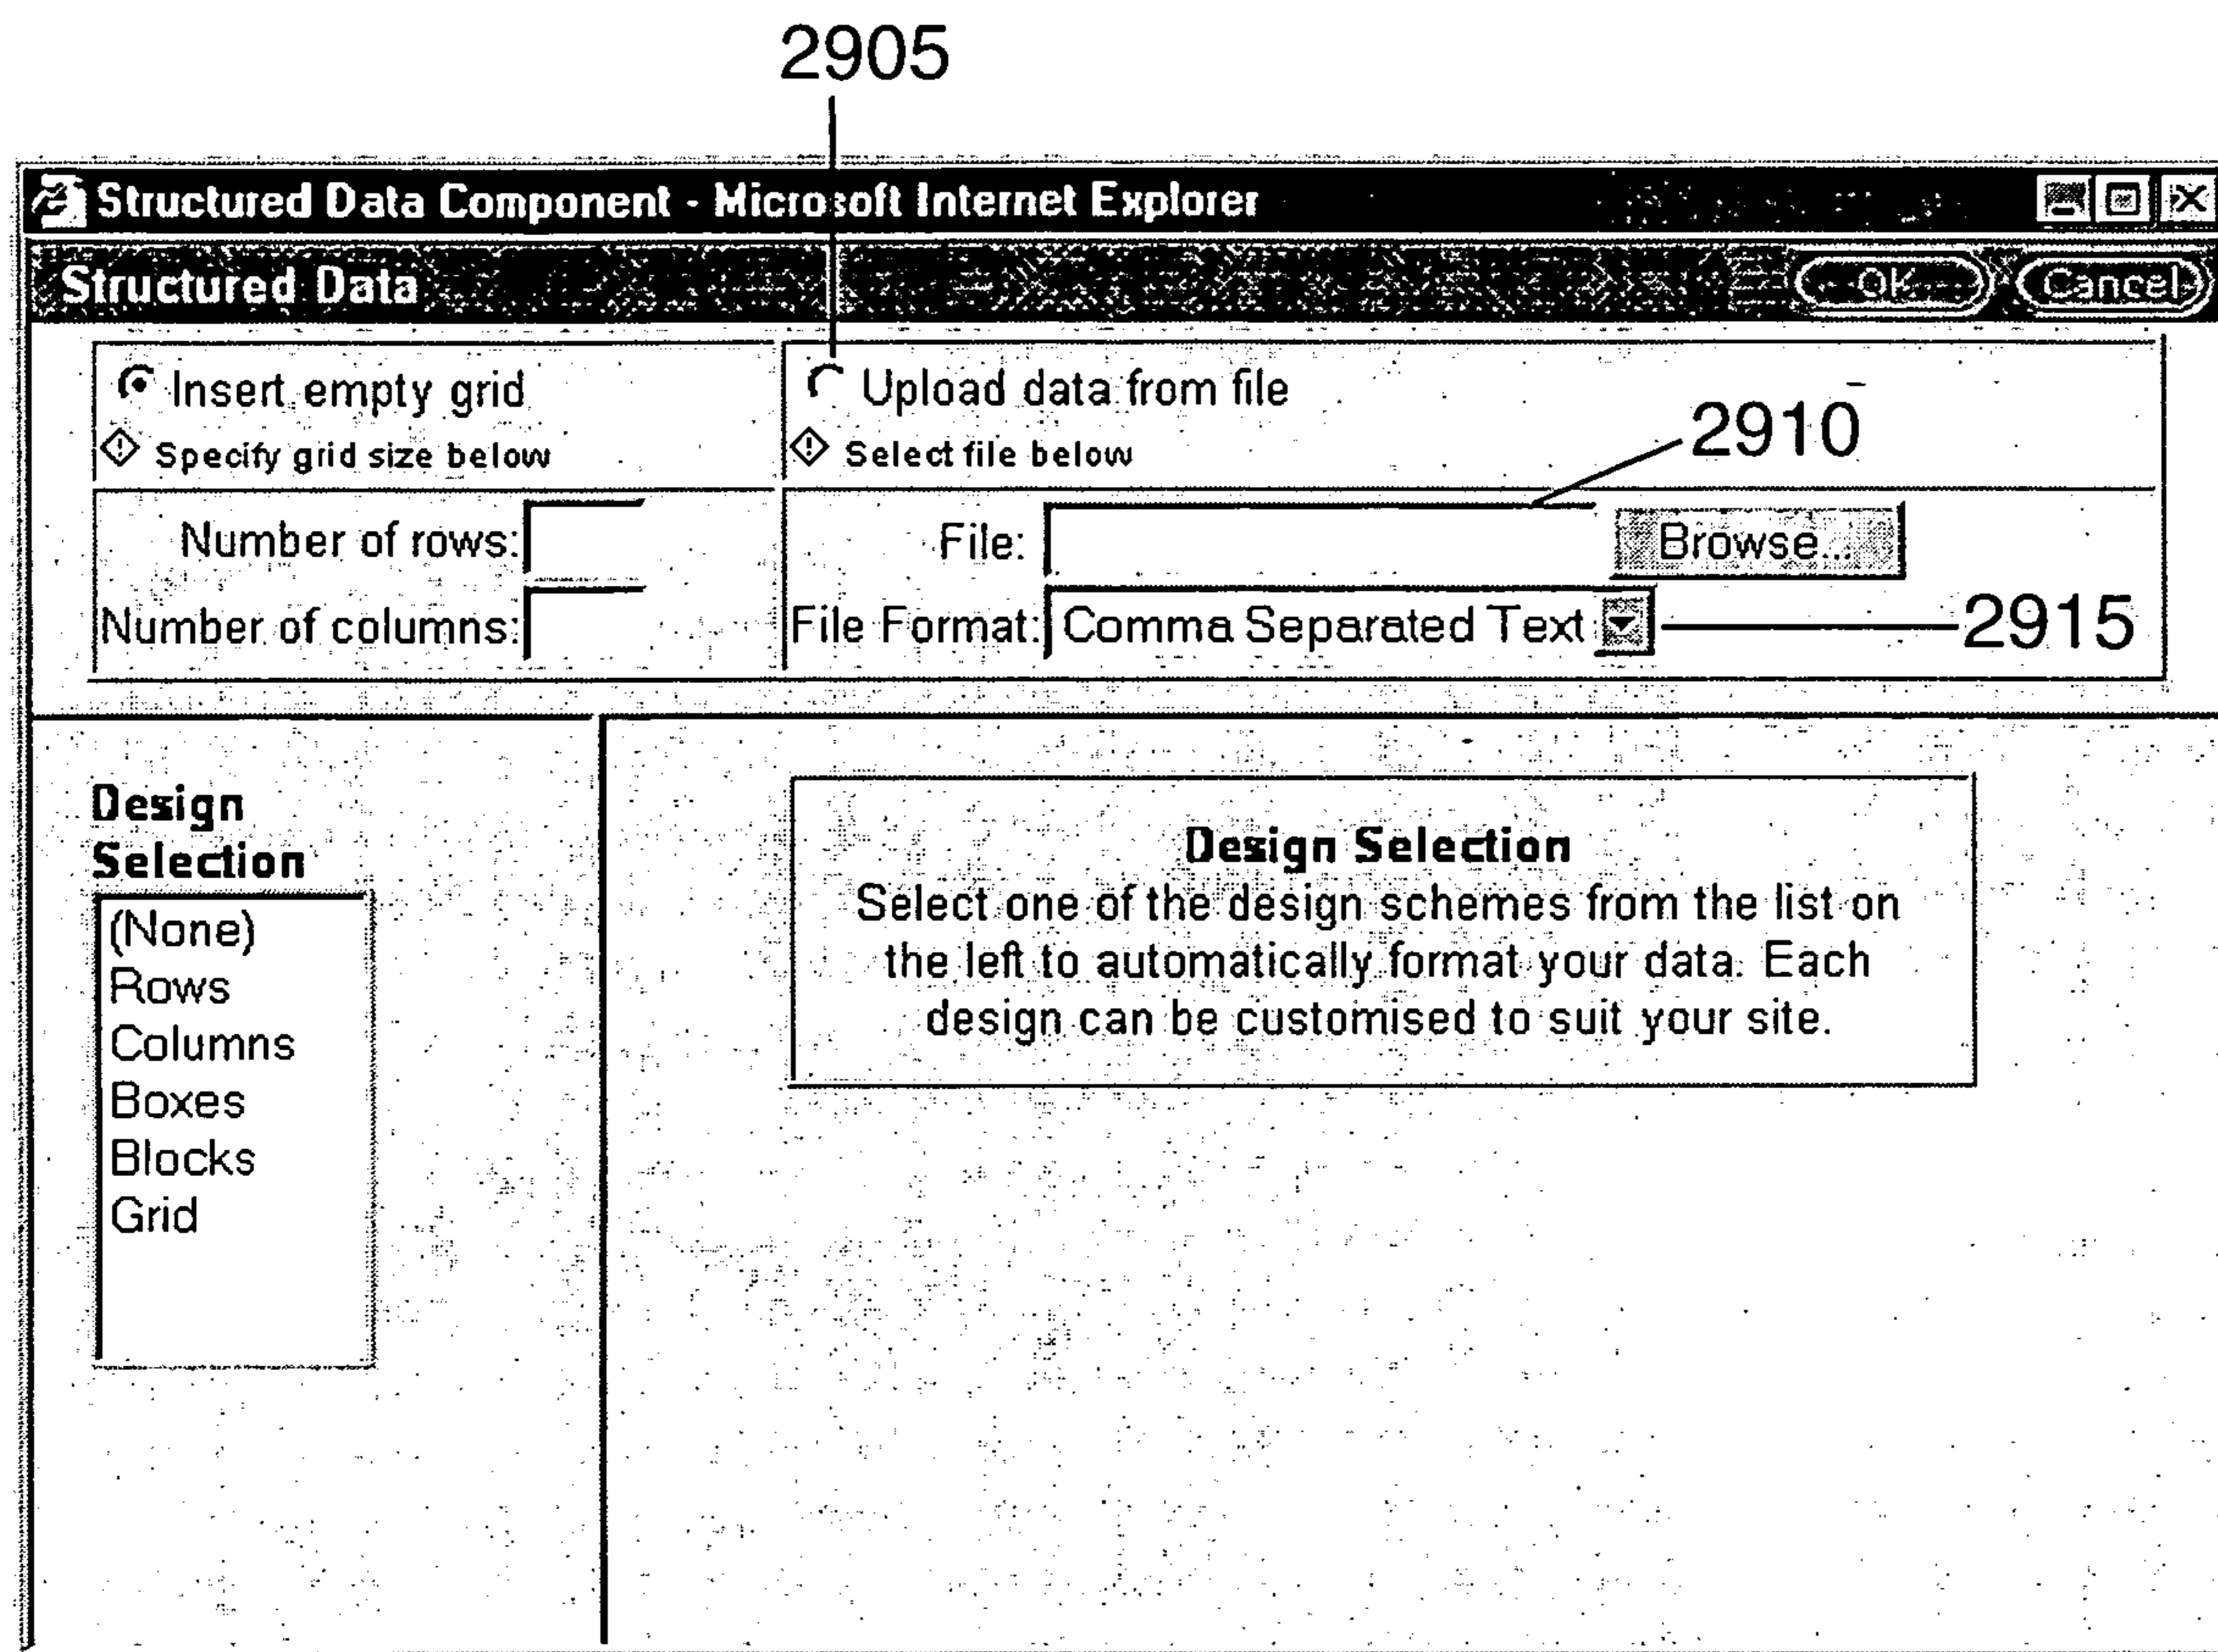 2905
Structured Data Component - Microsoft Internet Explorer
Structured Data OK Cancel
Insert empty grid Upload data from file
Specify grid size below Select file below
2910
Number of rows: File: Browse...
Number of columns: File Format: Comma Separated Text 2915
Design
Selection
(None)
Rows
Columns
Boxes
Blocks
Grid
Design Selection
Select one of the design schemes from the list on
the left to automatically format your data. Each
design can be customised to suit your site.